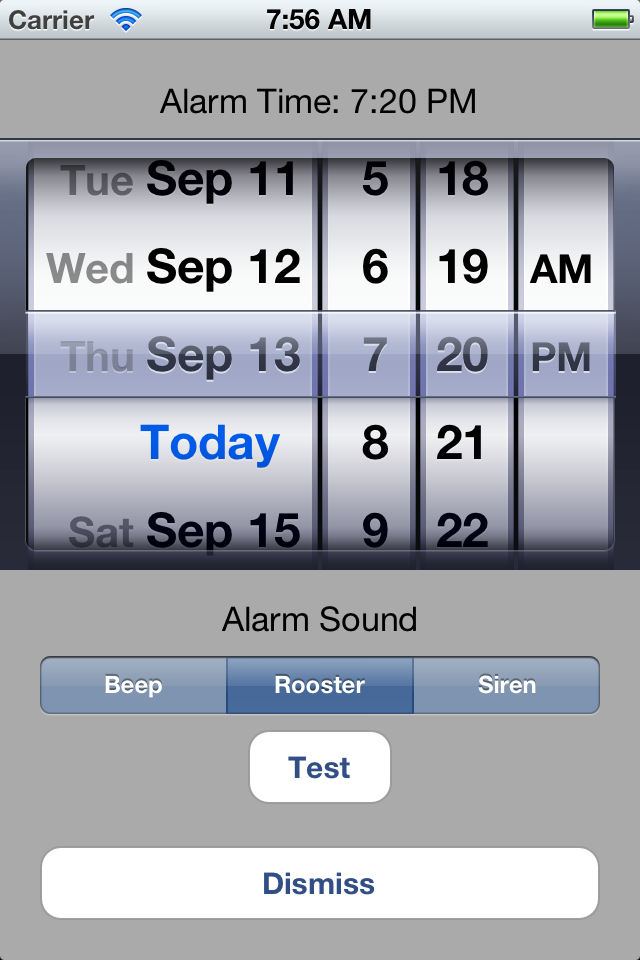 Carrier 7:56 AM
Alarm Time: 7:20 PM
Tue Sep 11 5 18
Wed Sep 12 6 19 AM
Thu Sep 13 7 20 PM
Today 8 21
Sat Sep 15 9 22
Alarm Sound
Beep Rooster Siren
Test
Dismiss